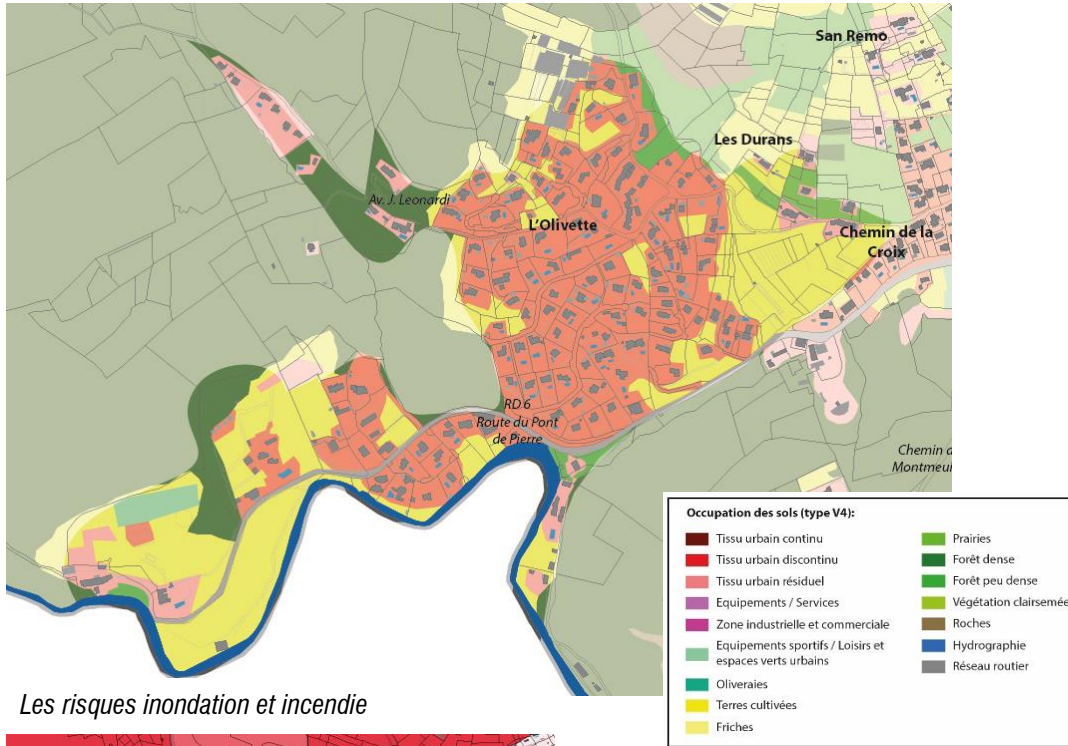 San Remo
Les Durans
Av. J. Leonardi
L'Olivette
Chemin de la
Croix
RD 6
Route du Pont
de Pierre
Chemin d
Montmeui
Occupation des sols (type V4):
Tissu urbain continu
Tissu urbain discontinu
Tissu urbain résiduel
Equipements / Services
Zone industrielle et commerciale
Equipements sportifs / Loisirs et
espaces verts urbains
Oliveraies
Terres cultivées
Friches
Prairies
Forêt dense
Forêt peu dense
Végétation clairsemée
Roches
Hydrographie
Réseau routier
Les risques inondation et incendie